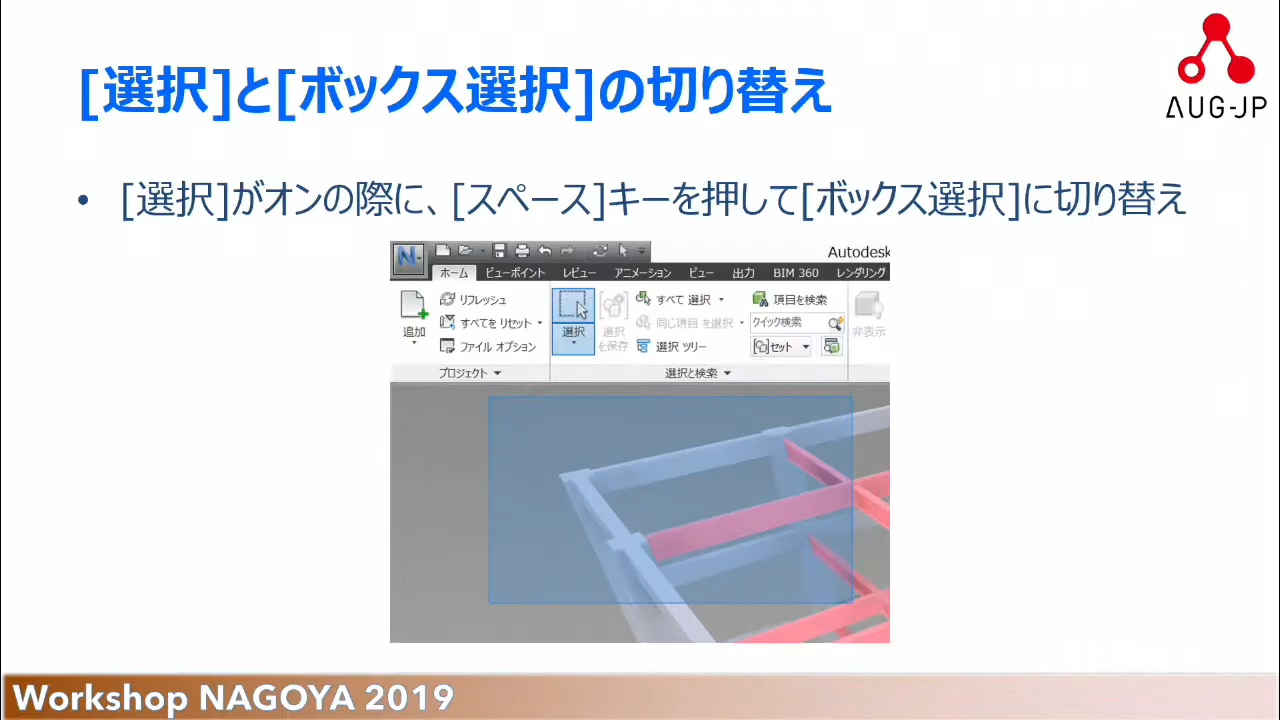 [選択]と[ボックス選択]の切り替え
AUG-JP
• [選択]がオンの際に、[スペース]キーを押して[ボックス選択]に切り替え
Autodesk
ホーム ビューポイント レビュー アニメーション ビュー 出力 BIM 360 レンダリング
追加
リフレッシュ
すべてを リセット
ファイル オプション
プロジェクト
選択
選択
を保存
すべて 選択
同じ項目 を選択
選択 ツリー
項目を検索
クイック検索
セット
選択と検索
非表示
Workshop NAGOYA 2019